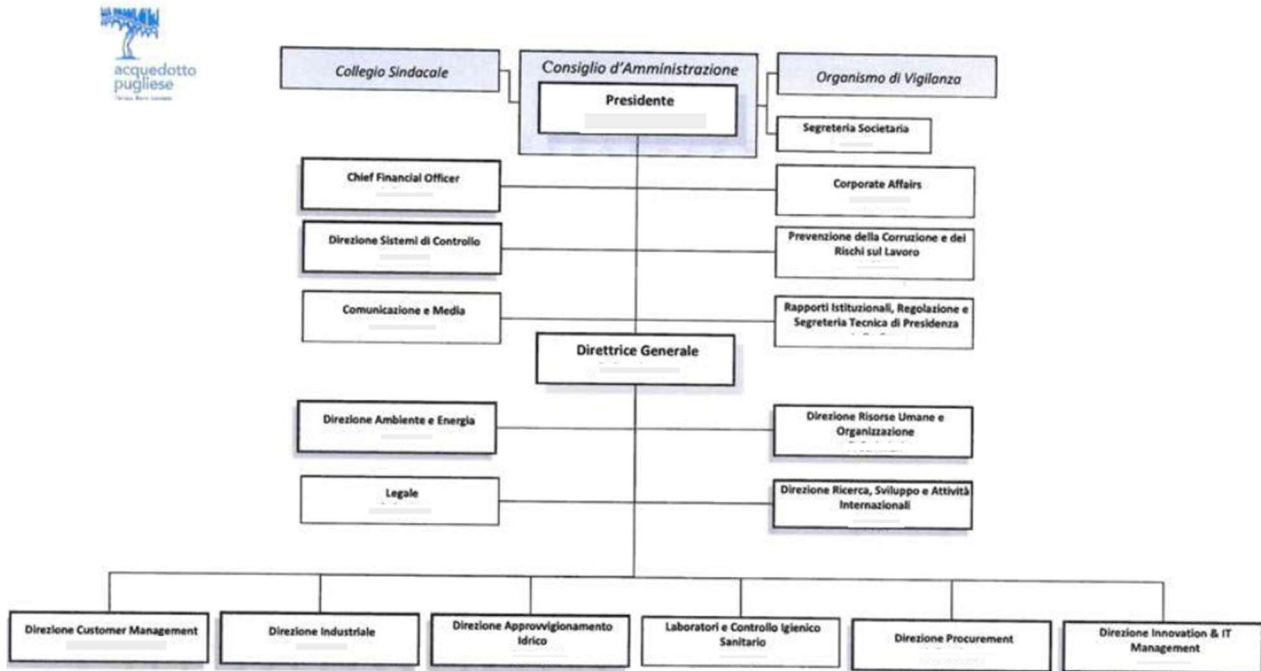 acquedotto
pugliese
Collegio Sindacale
Consiglio d'Amministrazione
Organismo di Vigilanza
Presidente
Segreteria Societaria
Chief Financial Officer
Corporate Affairs
Direzione Sistemi di Controllo
Prevenzione della Corruzione e dei
Rischi sul Lavoro
Comunicazione e Media
Rapporti Istituzionali, Regolazione e
Segreteria Tecnica di Presidenza
Direttrice Generale
Direzione Ambiente e Energia
Direzione Risorse Umane e
Organizzazione
Legale
Direzione Ricerca, Sviluppo e Attività
Internazionali
Direzione Customer Management
Direzione Industriale
Direzione Approvvigionamento
Idrico
Laboratori e Controllo Igienico
Sanitario
Direzione Procurement
Direzione Innovation & IT
Management